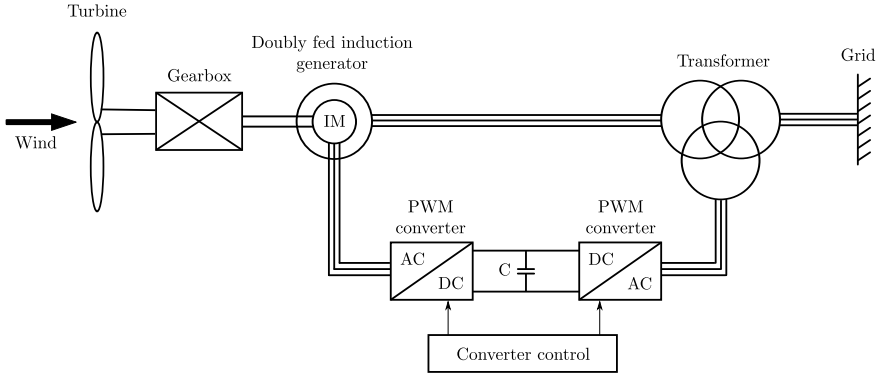 Turbine
Doubly fed induction
generator
Gearbox
Transformer
Grid
IM
Wind
PWM
converter
PWM
converter
AC
DC
C
DC
AC
Converter control